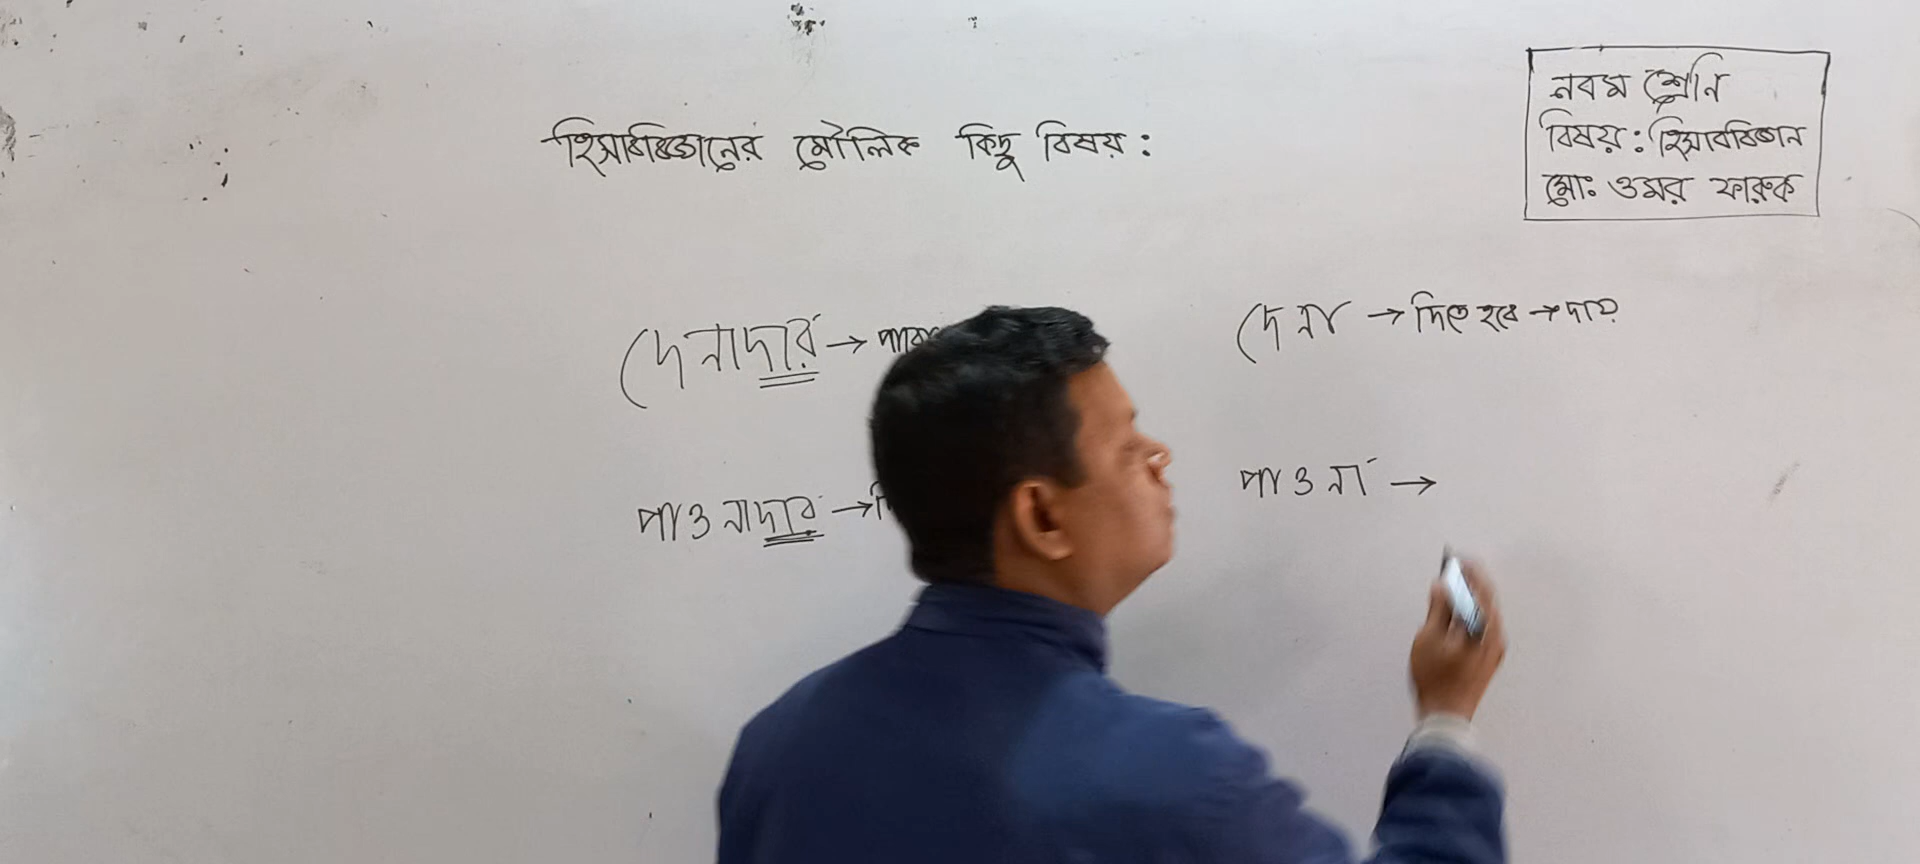 নবম শ্রেণি
বিষয় : হিসাববিজ্ঞান
মোঃ ওমর ফারুক
হিসাববিজ্ঞানের মৌলিক কিছু বিষয় :
দেনাদার →
দেনা → দিতে হবে → দায়
পাওনাদার →
পাওনা →